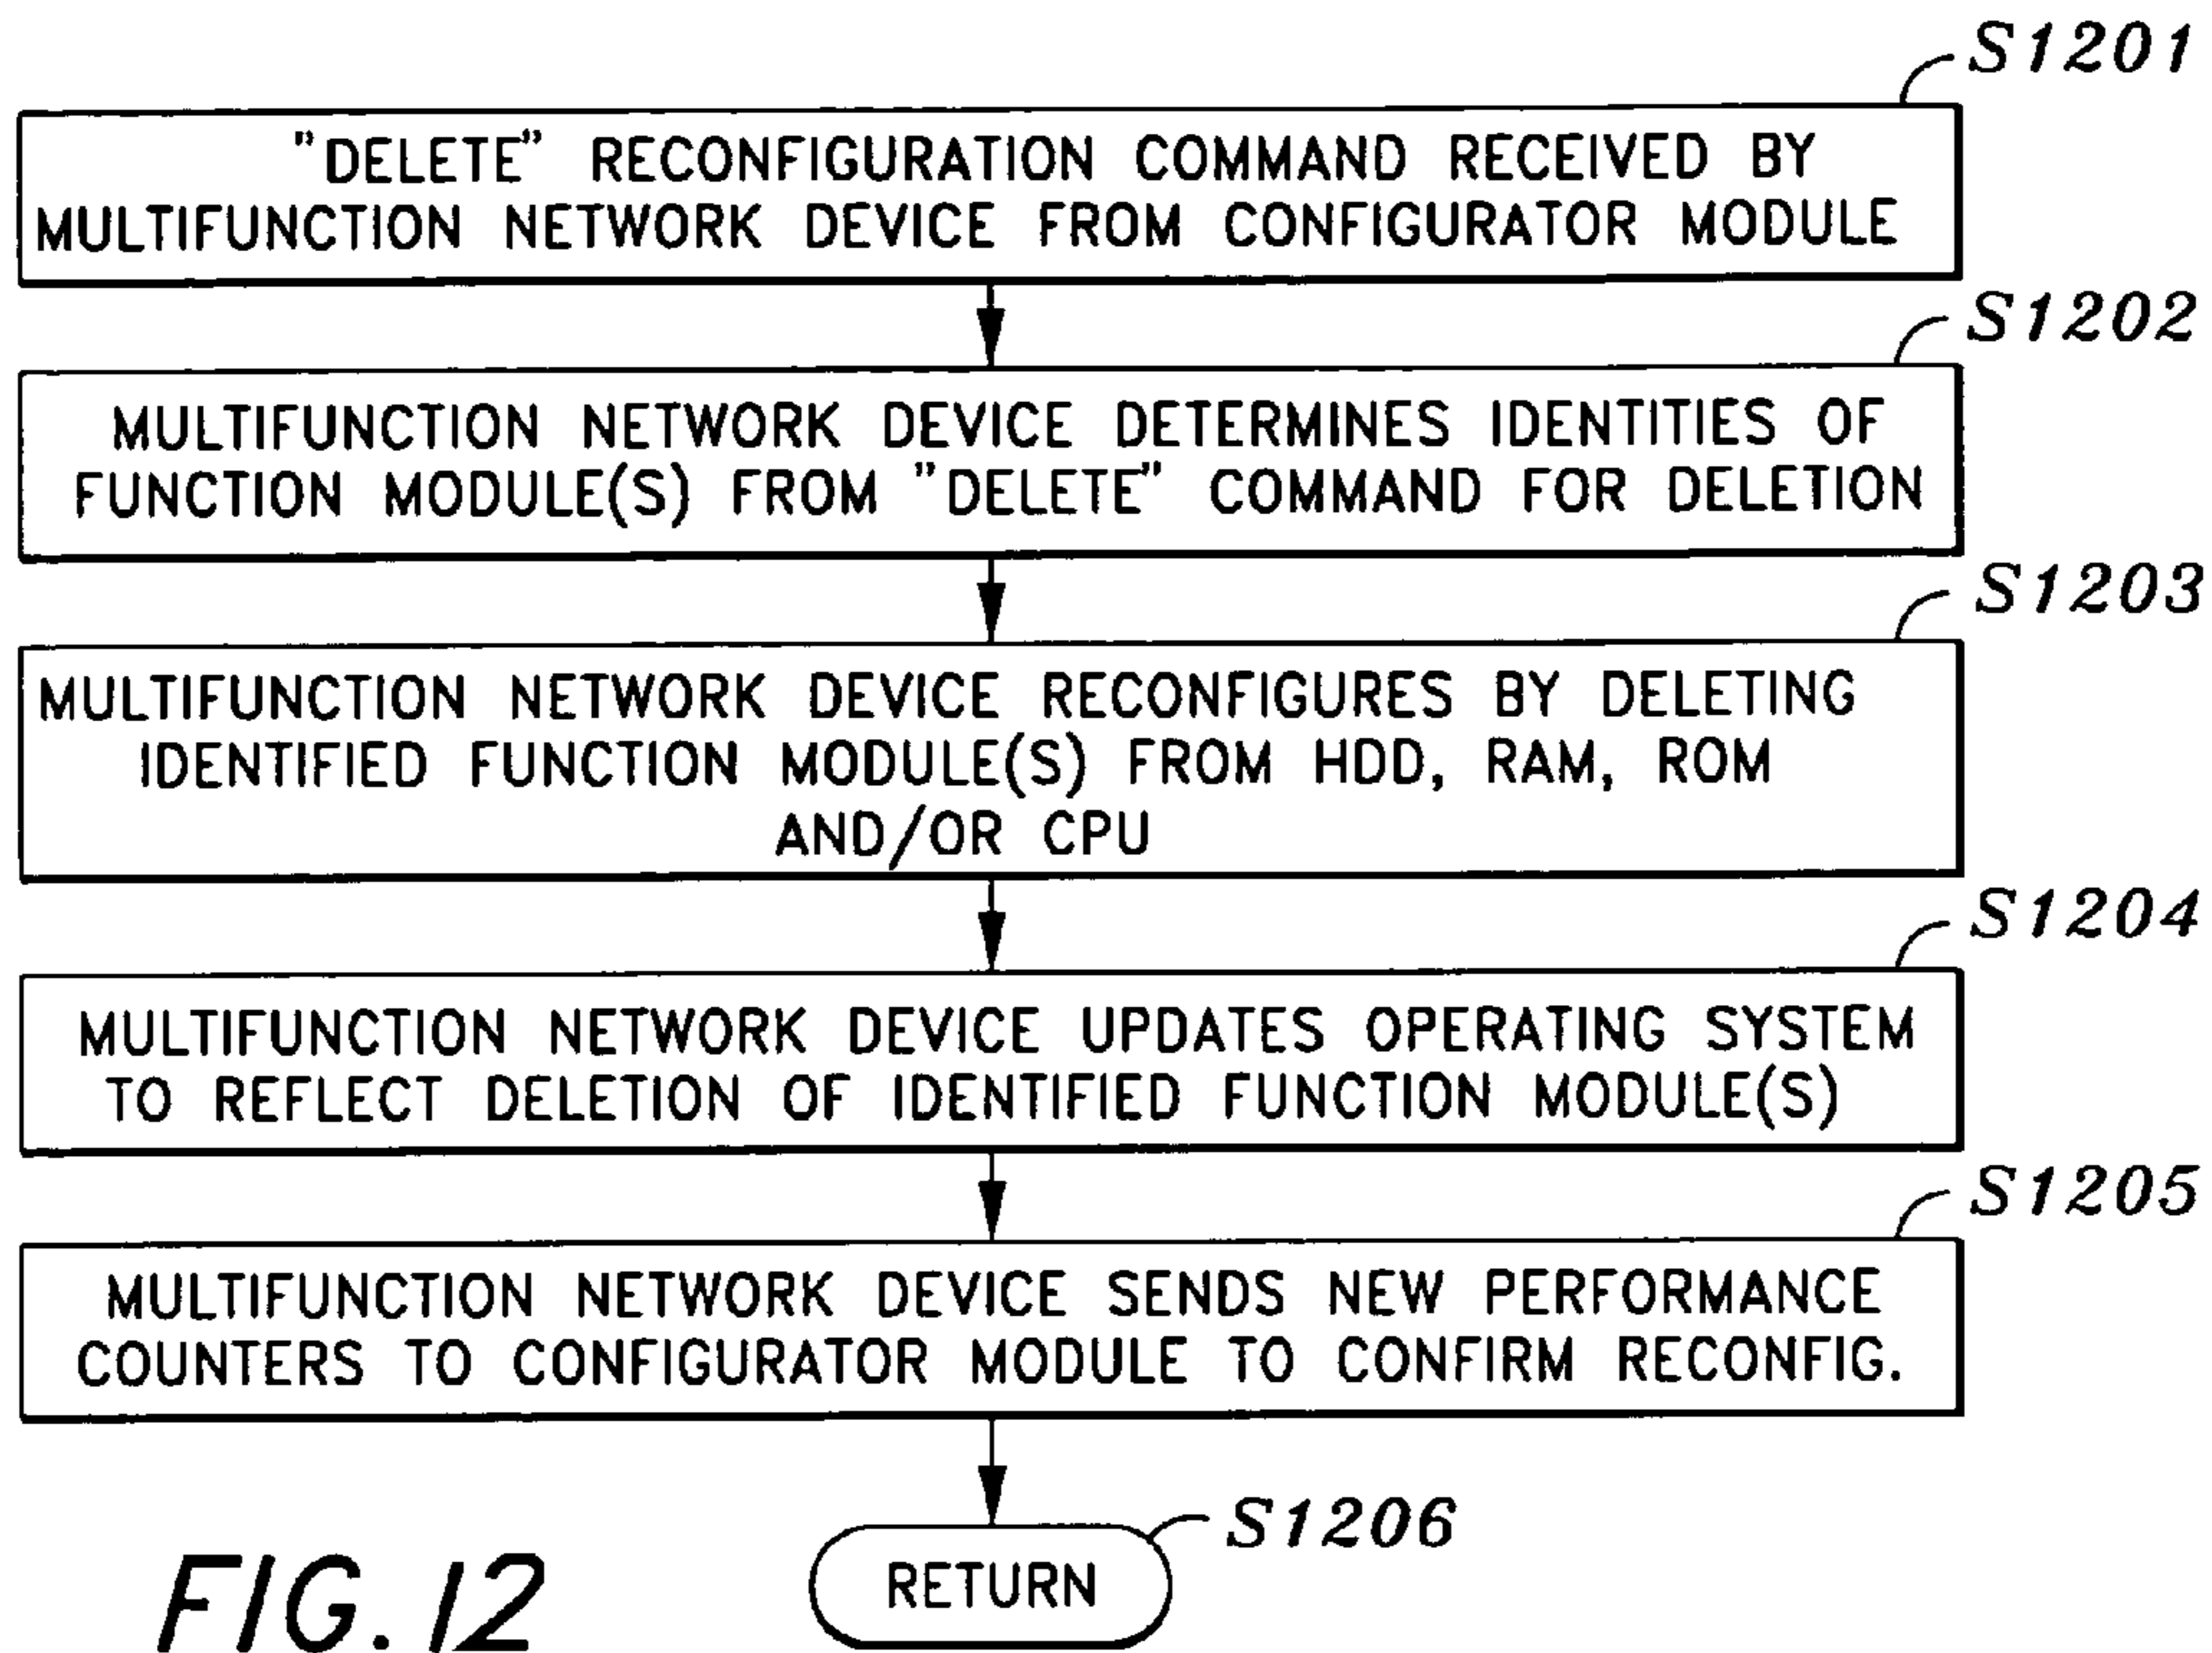 S1201
"DELETE" RECONFIGURATION COMMAND RECEIVED BY
MULTIFUNCTION NETWORK DEVICE FROM CONFIGURATOR MODULE
S1202
MULTIFUNCTION NETWORK DEVICE DETERMINES IDENTITIES OF
FUNCTION MODULE(S) FROM "DELETE" COMMAND FOR DELETION
S1203
MULTIFUNCTION NETWORK DEVICE RECONFIGURES BY DELETING
IDENTIFIED FUNCTION MODULE(S) FROM HDD, RAM, ROM
AND/OR CPU
S1204
MULTIFUNCTION NETWORK DEVICE UPDATES OPERATING SYSTEM
TO REFLECT DELETION OF IDENTIFIED FUNCTION MODULE(S)
S1205
MULTIFUNCTION NETWORK DEVICE SENDS NEW PERFORMANCE
COUNTERS TO CONFIGURATOR MODULE TO CONFIRM RECONFIG.
S1206
RETURN
FIG. 12